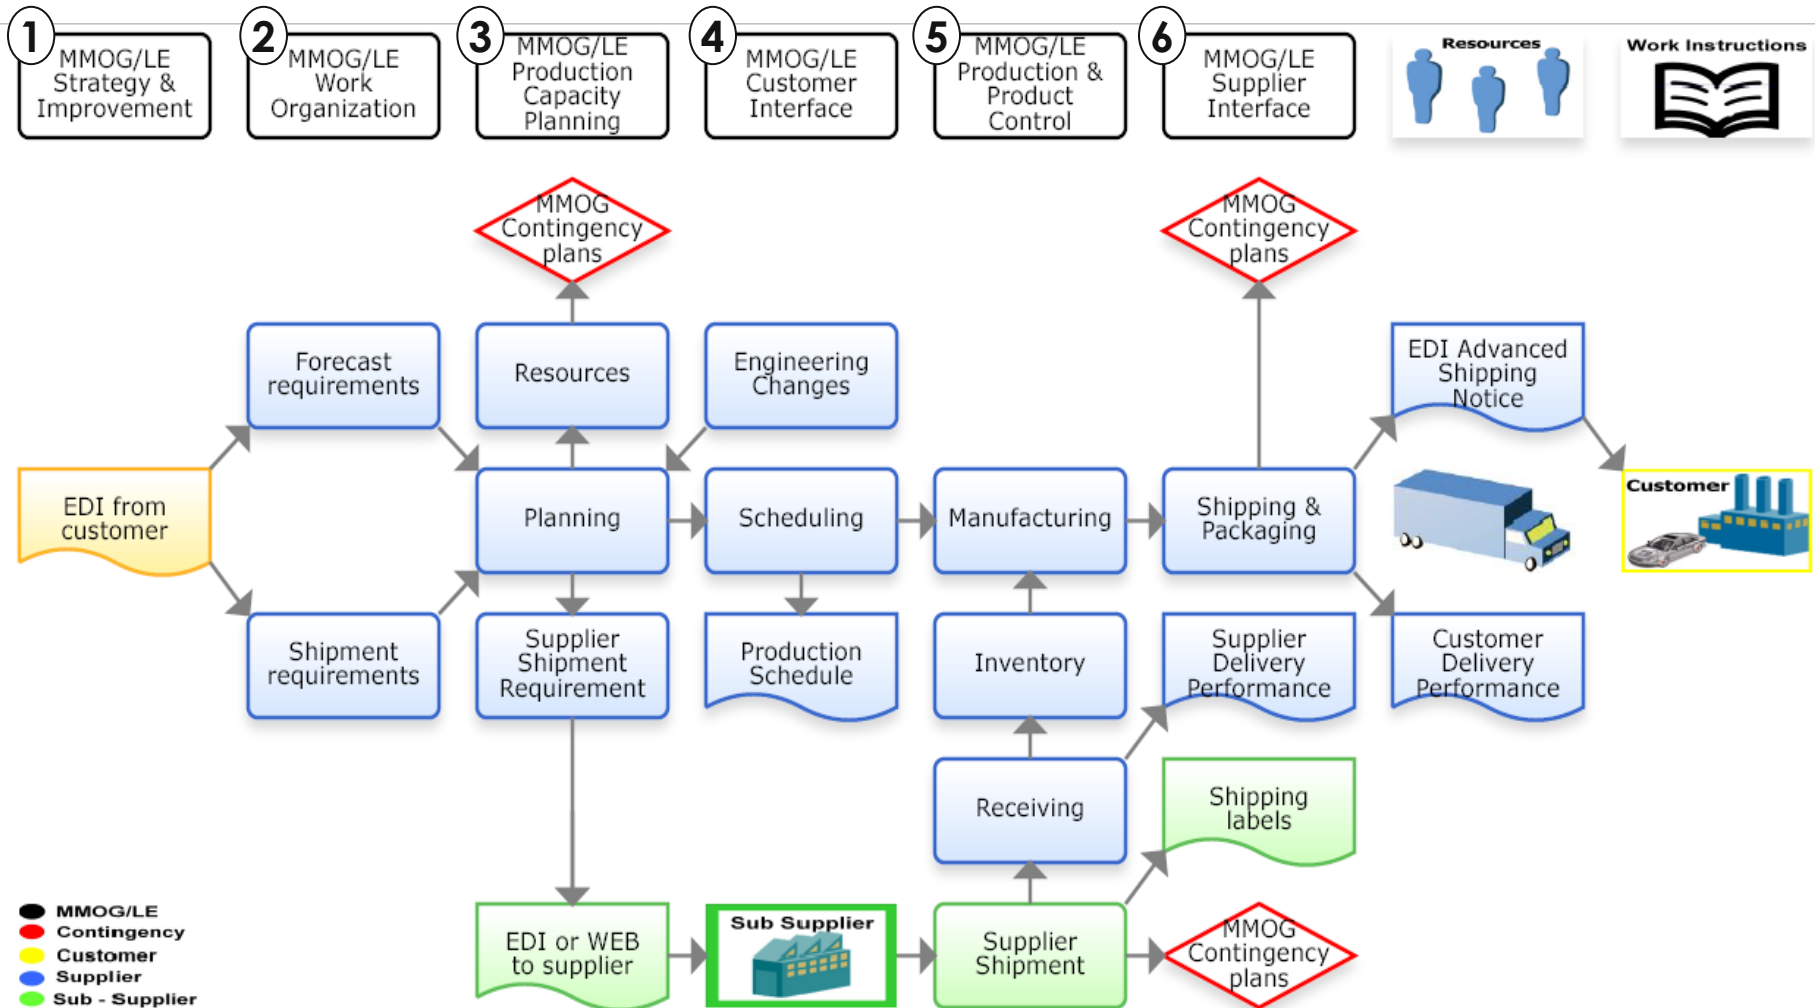 1
MMOG/LE
Strategy &
Improvement
2
MMOG/LE
Work
Organization
3
MMOG/LE
Production
Capacity
Planning
4
MMOG/LE
Customer
Interface
5
MMOG/LE
Production &
Product
Control
6
MMOG/LE
Supplier
Interface
Resources
Work Instructions
MMOG
Contingency
plans
MMOG
Contingency
plans
Forecast
requirements
Resources
Engineering
Changes
EDI Advanced
Shipping
Notice
EDI from
customer
Planning
Scheduling
Manufacturing
Shipping &
Packaging
Customer
Shipment
requirements
Supplier
Shipment
Requirement
Production
Schedule
Inventory
Supplier
Delivery
Performance
Customer
Delivery
Performance
Receiving
Shipping
labels
EDI or WEB
to supplier
Sub Supplier
Supplier
Shipment
MMOG
Contingency
plans
MMOG/LE
Contingency
Customer
Supplier
Sub - Supplier